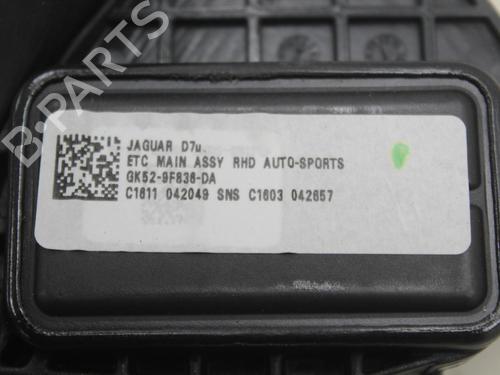 B-PARTS
JAGUAR D7u.
ETC MAIN ASSY RHD AUTO-SPORTS
GK52-9F836-DA
C1611 042049 SNS C1603 042657